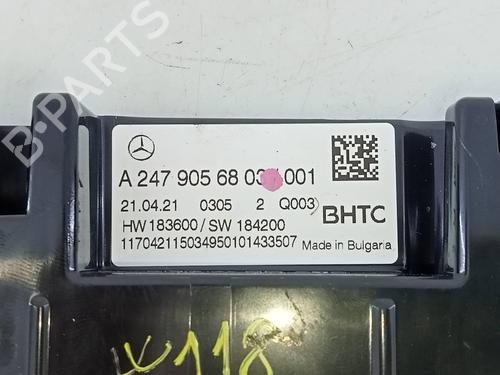 A 247 905 68 03 001
21.04.21 0305 2 Q003
HW 183600 / SW 184200
117042115034950101433507
BHTC
Made in Bulgaria
W118
B-PARTS